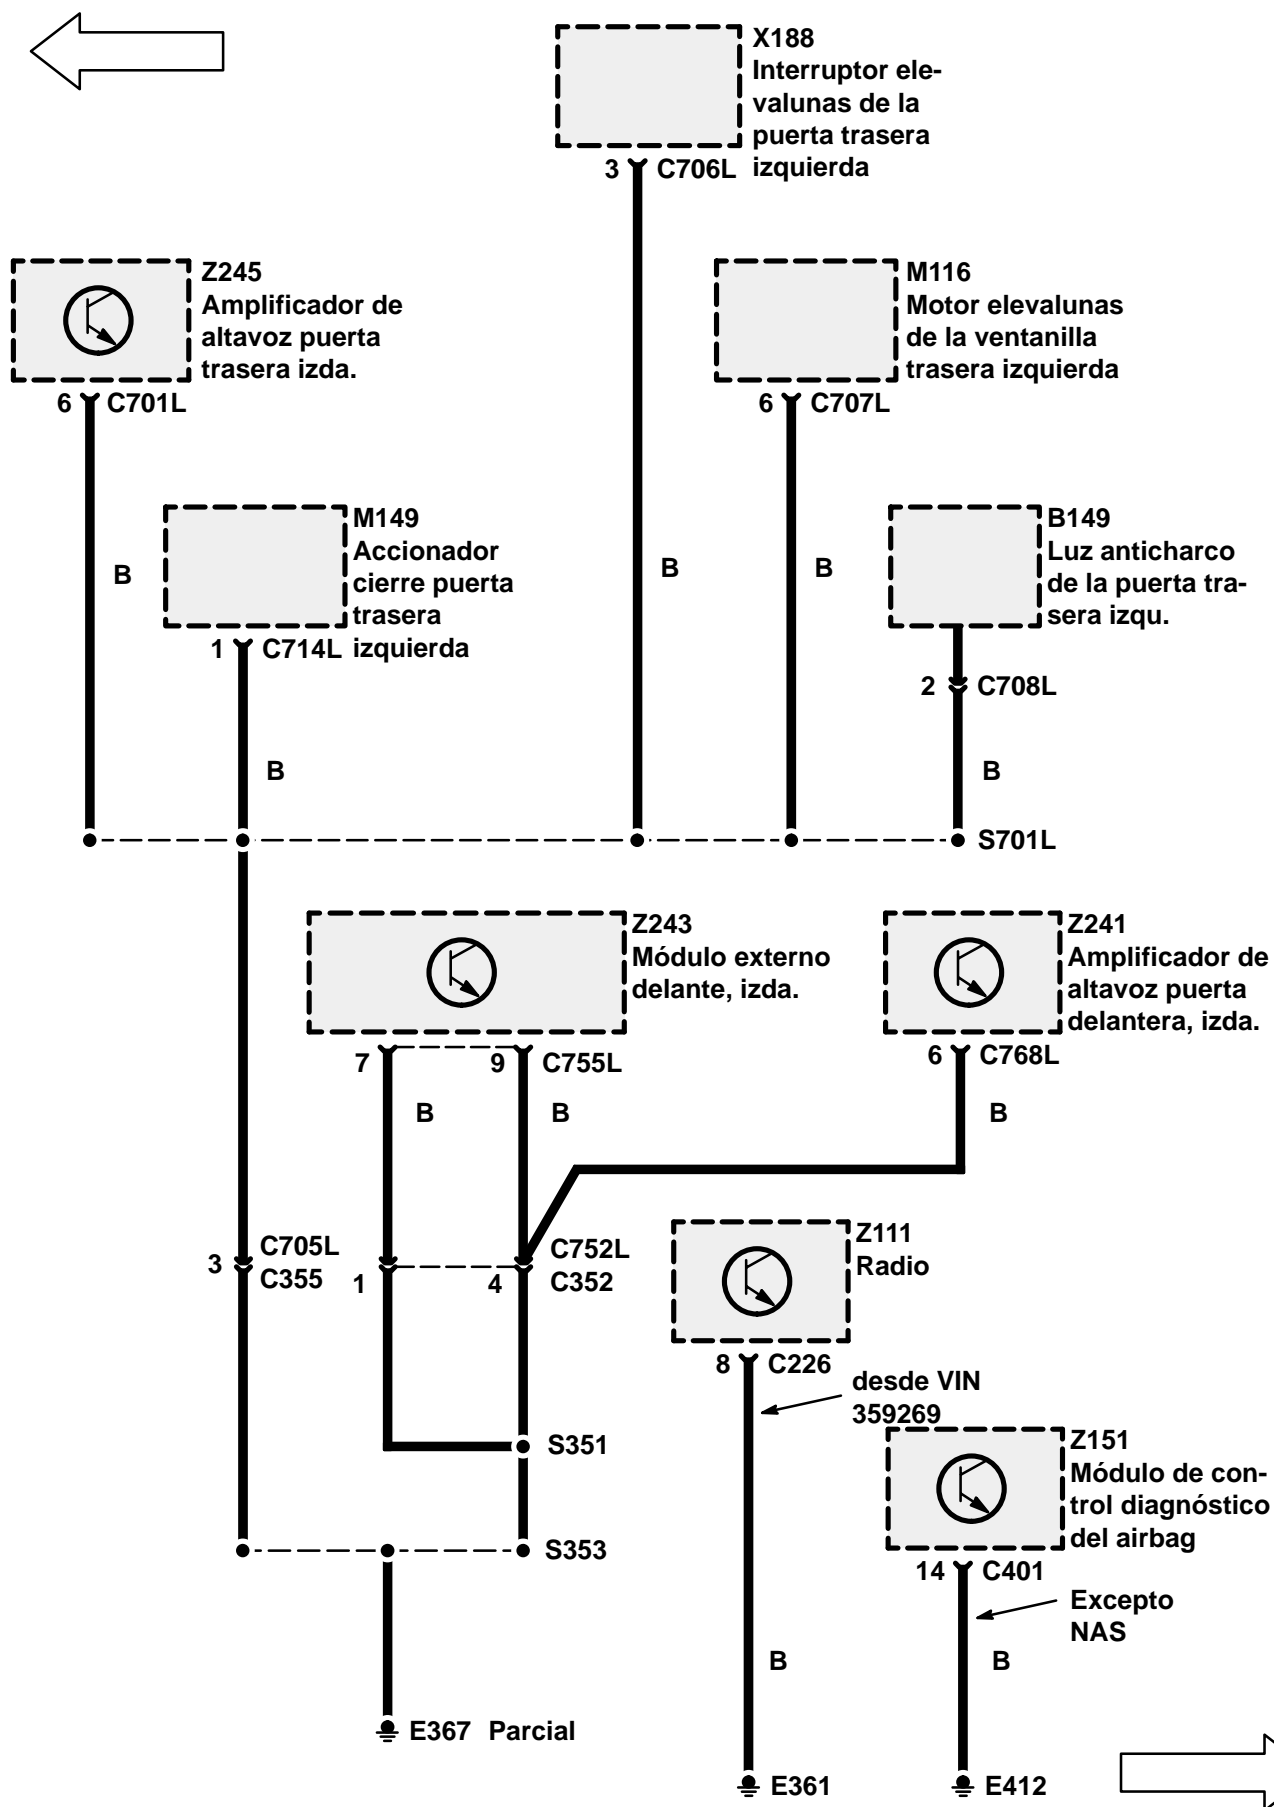 X188
Interruptor ele-
valunas de la
puerta trasera
izquierda
3 C706L
Z245
Amplificador de
altavoz puerta
trasera izda.
6 C701L
M116
Motor elevalunas
de la ventanilla
trasera izquierda
6 C707L
B
M149
Accionador
cierre puerta
trasera
izquierda
1 C714L
B
B
B149
Luz anticharco
de la puerta tra-
sera izqu.
2 C708L
B
B
S701L
Z243
Módulo externo
delante, izda.
7 9 C755L
B B
Z241
Amplificador de
altavoz puerta
delantera, izda.
6 C768L
B
3 C705L
C355
1 4 C752L
C352
Z111
Radio
8 C226
desde VIN
359269
S351
Z151
Módulo de con-
trol diagnóstico
del airbag
14 C401
Excepto
NAS
S353
B
B
E367 Parcial
E361
E412